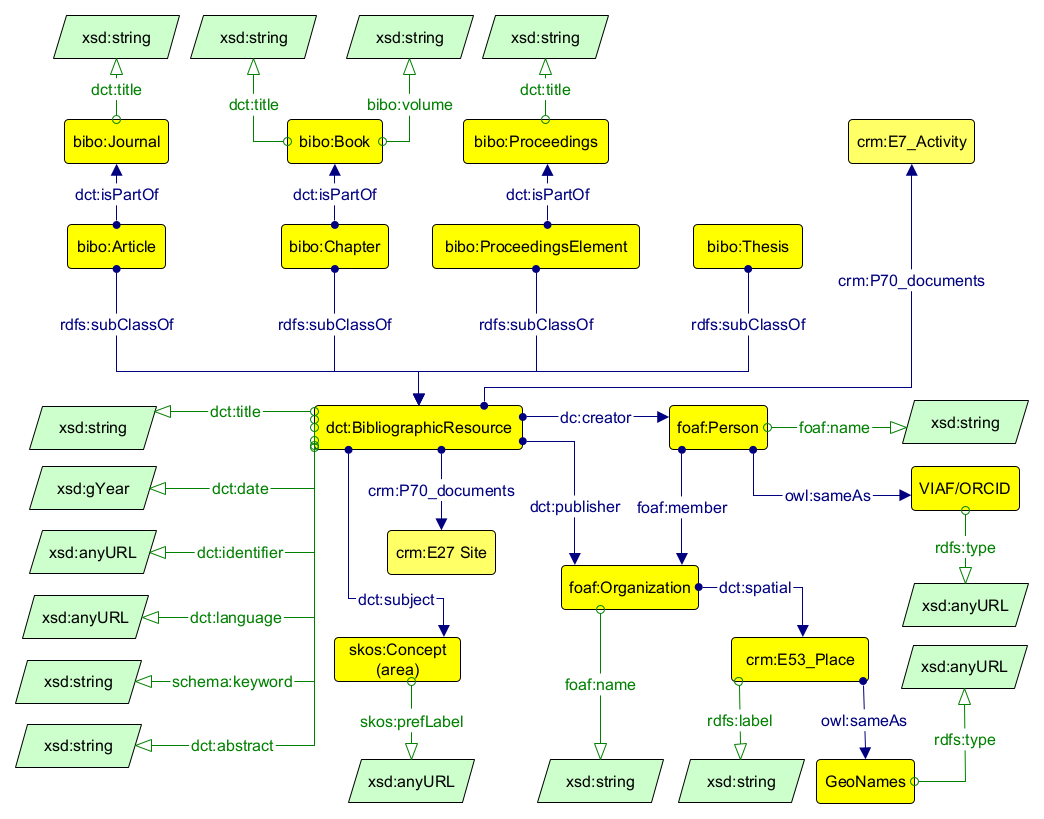 xsd:string
xsd:string
xsd:string
xsd:string
dct:title
dct:title
bibo:volume
dct:title
bibo:Journal
bibo:Book
bibo:Proceedings
crm:E7_Activity
dct:isPartOf
dct:isPartOf
dct:isPartOf
bibo:Article
bibo:Chapter
bibo:ProceedingsElement
bibo:Thesis
crm:P70_documents
rdfs:subClassOf
rdfs:subClassOf
rdfs:subClassOf
rdfs:subClassOf
xsd:string
dct:title
dct:BibliographicResource
dc:creator
foaf:Person
foaf:name
xsd:string
xsd:gYear
dct:date
crm:P70_documents
dct:publisher
foaf:member
owl:sameAs
VIAF/ORCID
xsd:anyURL
dct:identifier
crm:E27 Site
rdfs:type
xsd:anyURL
dct:language
dct:subject
foaf:Organization
dct:spatial
xsd:anyURL
xsd:string
schema:keyword
skos:Concept
(area)
foaf:name
crm:E53_Place
xsd:anyURL
xsd:string
dct:abstract
skos:prefLabel
rdfs:label
owl:sameAs
rdfs:type
xsd:anyURL
xsd:string
xsd:string
GeoNames